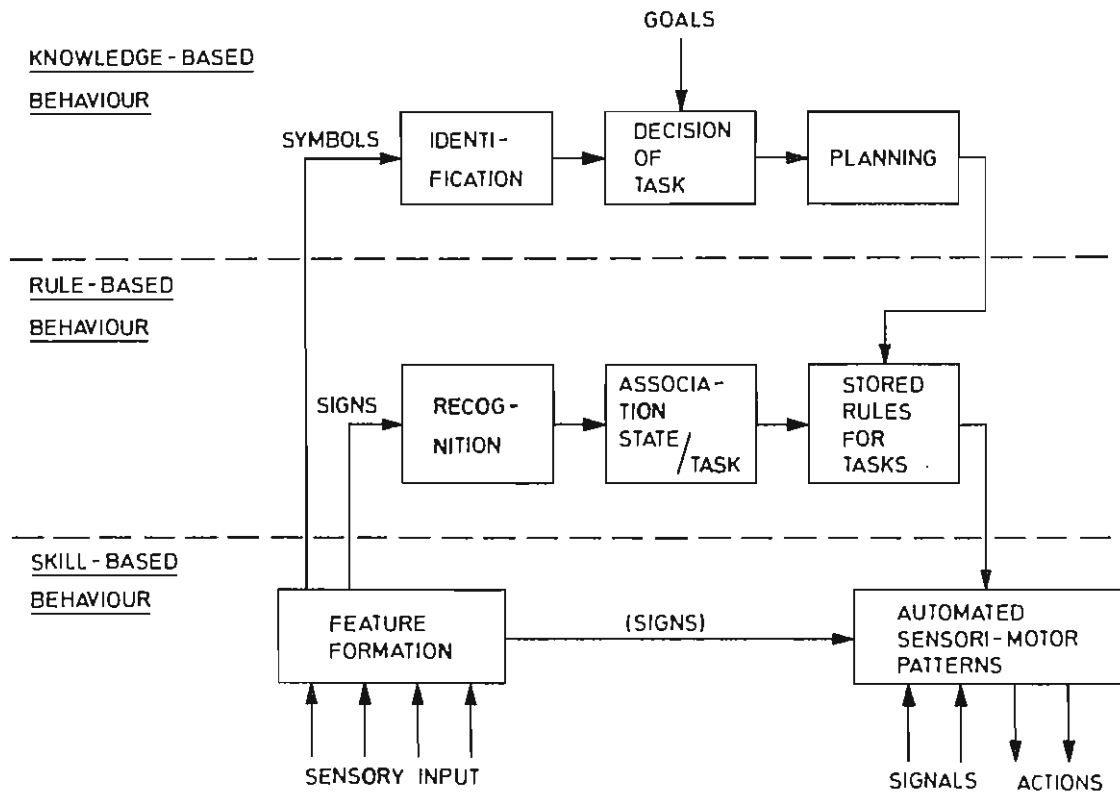 GOALS
KNOWLEDGE-BASED
BEHAVIOUR
SYMBOLS
IDENTI-
FICATION
DECISION
OF
TASK
PLANNING
RULE-BASED
BEHAVIOUR
SIGNS
RECOG-
NITION
ASSOCIA-
TION
STATE
/TASK
STORED
RULES
FOR
TASKS
SKILL-BASED
BEHAVIOUR
FEATURE
FORMATION
(SIGNS)
AUTOMATED
SENSORI-MOTOR
PATTERNS
SENSORY INPUT
SIGNALS
ACTIONS